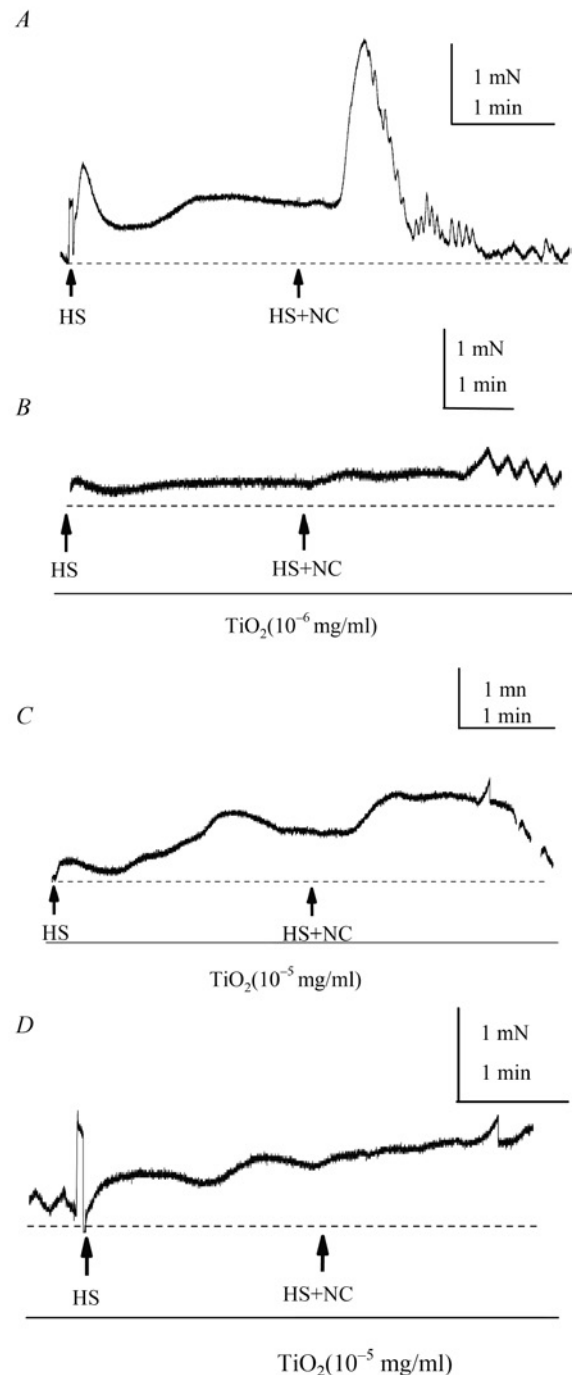 A
1 mN
1 min
HS
HS+NC
1 mN
1 min
B
HS
HS+NC
TiO₂(10⁻⁶ mg/ml)
1 mn
1 min
C
HS
HS+NC
TiO₂(10⁻⁵ mg/ml)
D
1 mN
1 min
HS
HS+NC
TiO₂(10⁻⁵ mg/ml)